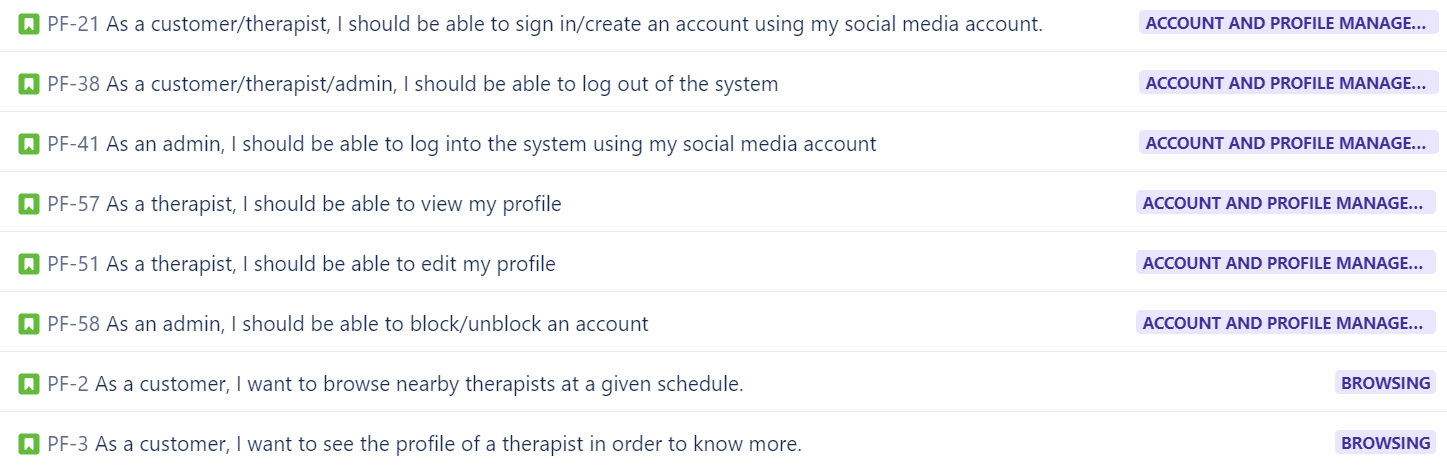 PF-21 As a customer/therapist, I should be able to sign in/create an account using my social media account. ACCOUNT AND PROFILE MANAGE...
PF-38 As a customer/therapist/admin, I should be able to log out of the system ACCOUNT AND PROFILE MANAGE...
PF-41 As an admin, I should be able to log into the system using my social media account ACCOUNT AND PROFILE MANAGE...
PF-57 As a therapist, I should be able to view my profile ACCOUNT AND PROFILE MANAGE...
PF-51 As a therapist, I should be able to edit my profile ACCOUNT AND PROFILE MANAGE...
PF-58 As an admin, I should be able to block/unblock an account ACCOUNT AND PROFILE MANAGE...
PF-2 As a customer, I want to browse nearby therapists at a given schedule. BROWSING
PF-3 As a customer, I want to see the profile of a therapist in order to know more. BROWSING